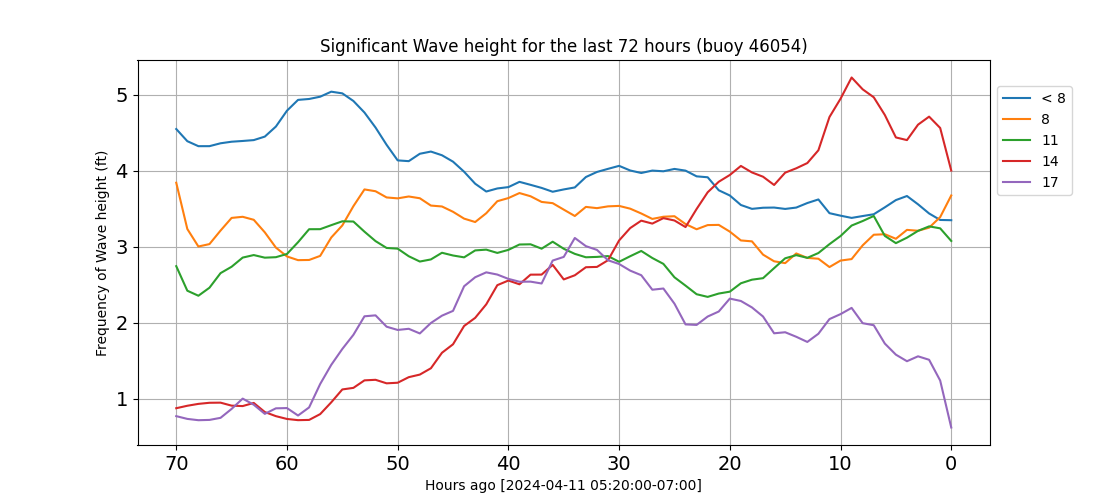 Significant Wave height for the last 72 hours (buoy 46054)
Frequency of Wave height (ft)
5
4
3
2
1
70 60 50 40 30 20 10 0
Hours ago [2024-04-11 05:20:00-07:00]
< 8
8
11
14
17